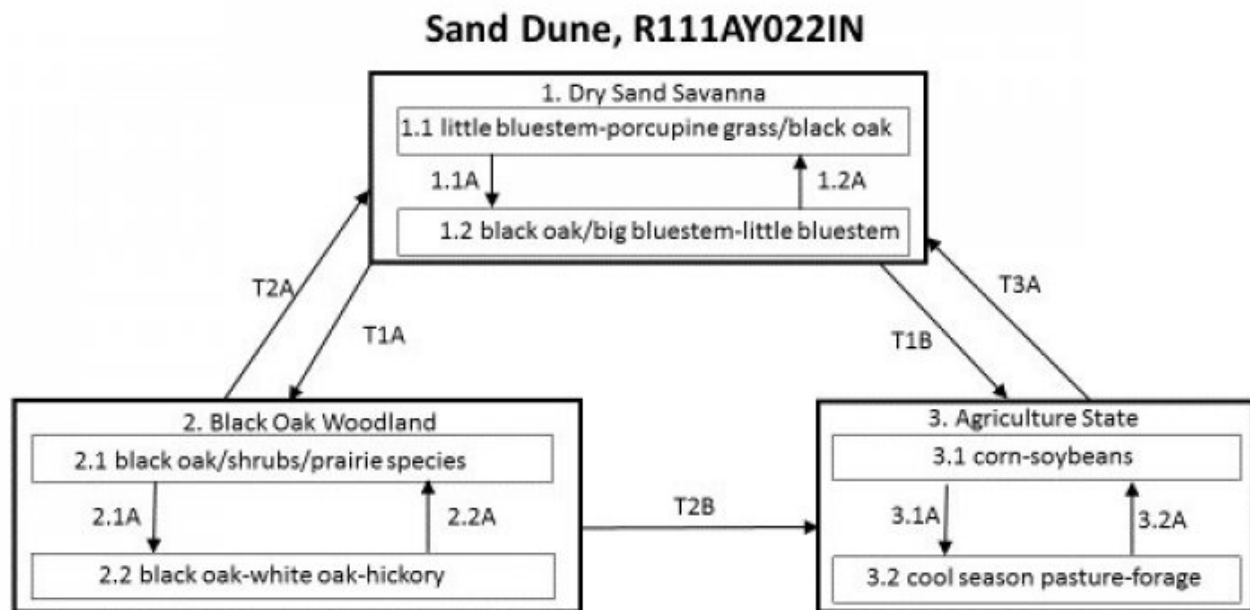 Sand Dune, R111AY022IN
1. Dry Sand Savanna
1.1 little bluestem-porcupine grass/black oak
1.1A
1.2A
1.2 black oak/big bluestem-little bluestem
T2A
T1A
T1B
T3A
2. Black Oak Woodland
2.1 black oak/shrubs/prairie species
2.1A
2.2A
2.2 black oak-white oak-hickory
T2B
3. Agriculture State
3.1 corn-soybeans
3.1A
3.2A
3.2 cool season pasture-forage